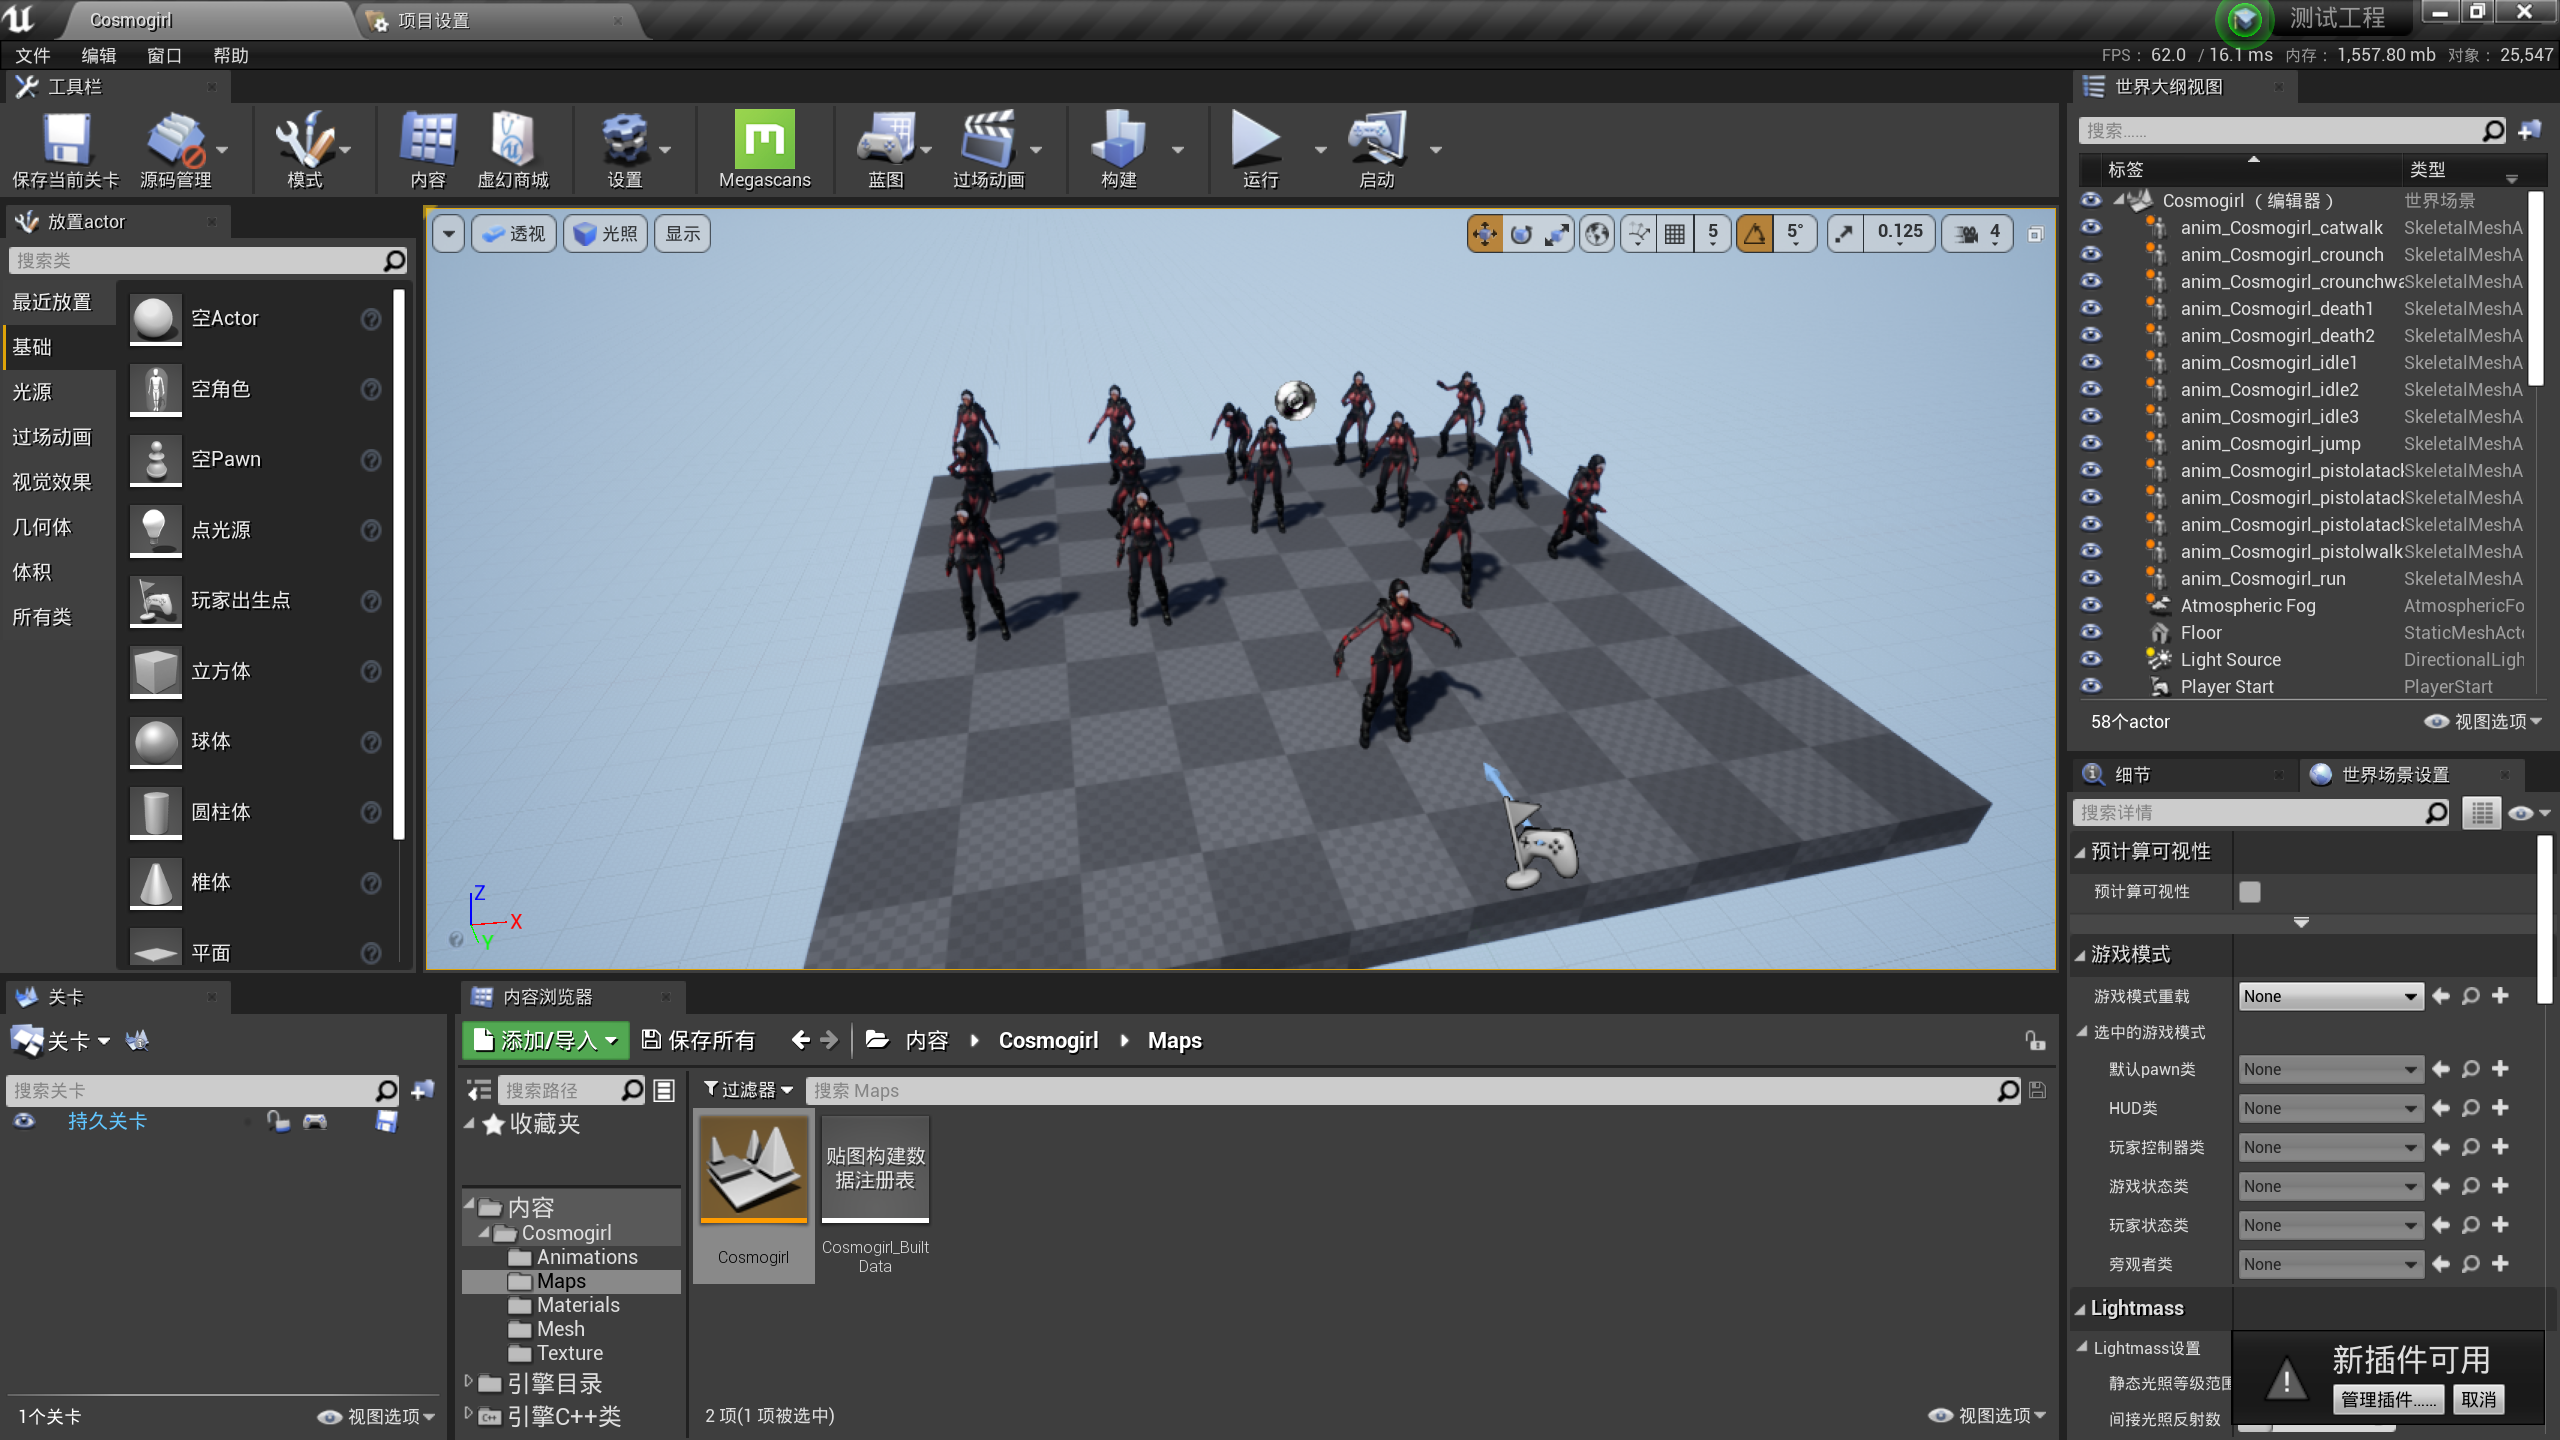 Cosmogirl
项目设置
测试工程
文件 编辑 窗口 帮助
FPS： 62.0 / 16.1 ms 内存： 1,557.80 mb 对象： 25,547
工具栏
保存当前关卡
源码管理
模式
内容
虚幻商城
设置
Megascans
蓝图
过场动画
构建
运行
启动
放置actor
搜索类
最近放置
基础
光源
过场动画
视觉效果
几何体
体积
所有类
空Actor
空角色
空Pawn
点光源
玩家出生点
立方体
球体
圆柱体
椎体
平面
透视
光照
显示
5
5°
0.125
4
Z
X
Y
世界大纲视图
搜索......
标签 类型
Cosmogirl （编辑器） 世界场景
anim_Cosmogirl_catwalk SkeletalMeshA
anim_Cosmogirl_crounch SkeletalMeshA
anim_Cosmogirl_crounchwa SkeletalMeshA
anim_Cosmogirl_death1 SkeletalMeshA
anim_Cosmogirl_death2 SkeletalMeshA
anim_Cosmogirl_idle1 SkeletalMeshA
anim_Cosmogirl_idle2 SkeletalMeshA
anim_Cosmogirl_idle3 SkeletalMeshA
anim_Cosmogirl_jump SkeletalMeshA
anim_Cosmogirl_pistolatack SkeletalMeshA
anim_Cosmogirl_pistolatack SkeletalMeshA
anim_Cosmogirl_pistolatack SkeletalMeshA
anim_Cosmogirl_pistolwalk SkeletalMeshA
anim_Cosmogirl_run SkeletalMeshA
Atmospheric Fog AtmosphericFo
Floor StaticMeshActo
Light Source DirectionalLigh
Player Start PlayerStart
58个actor
视图选项
细节
世界场景设置
搜索详情
预计算可视性
预计算可视性
游戏模式
游戏模式重载 None
选中的游戏模式
默认pawn类 None
HUD类 None
玩家控制器类 None
游戏状态类 None
玩家状态类 None
旁观者类 None
Lightmass
Lightmass设置
静态光照等级范围
间接光照反射数
新插件可用
管理插件......
取消
关卡
关卡
搜索关卡
持久关卡
1个关卡
视图选项
内容浏览器
添加/导入
保存所有
内容
Cosmogirl
Maps
搜索路径
过滤器
搜索 Maps
收藏夹
内容
Cosmogirl
Animations
Maps
Materials
Mesh
Texture
引擎目录
引擎C++类
贴图构建数
据注册表
Cosmogirl
Cosmogirl_Built
Data
2 项(1 项被选中)
视图选项